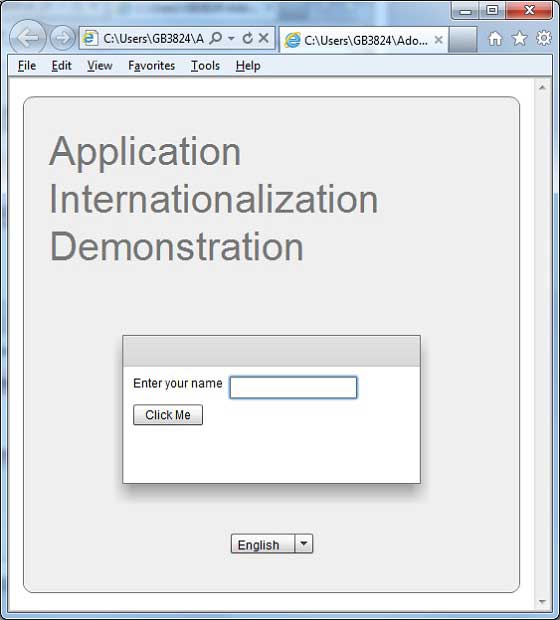 C:\Users\GB3824\A
C:\Users\GB3824\Ado...
File Edit View Favorites Tools Help
Application
Internationalization
Demonstration
Enter your name
Click Me
English